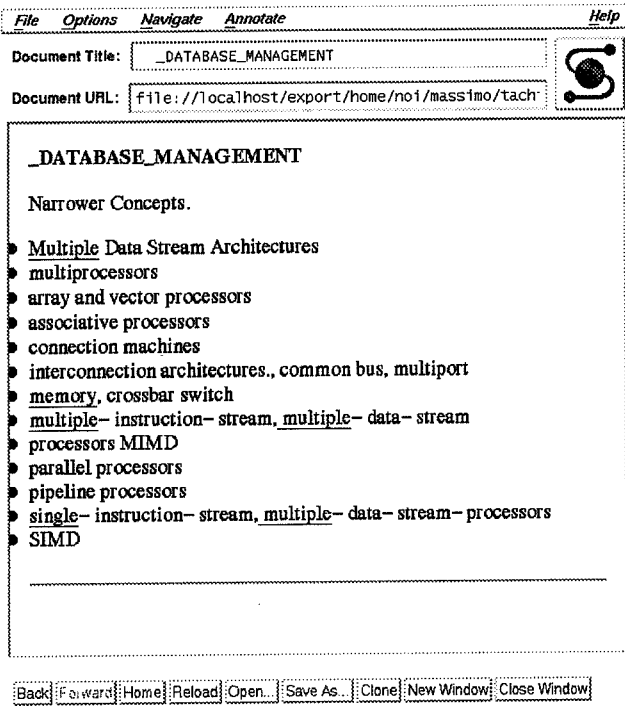 File Options Navigate Annotate Help
Document Title: _DATABASE_MANAGEMENT
Document URL: file://localhost/export/home/noi/massimo/tach
_DATABASE_MANAGEMENT
Narrower Concepts.
Multiple Data Stream Architectures
multiprocessors
array and vector processors
associative processors
connection machines
interconnection architectures., common bus, multiport
memory, crossbar switch
multiple- instruction- stream, multiple- data- stream
processors MIMD
parallel processors
pipeline processors
single- instruction- stream, multiple- data- stream- processors
SIMD
Back Forward Home Reload Open... Save As... Clone New Window Close Window